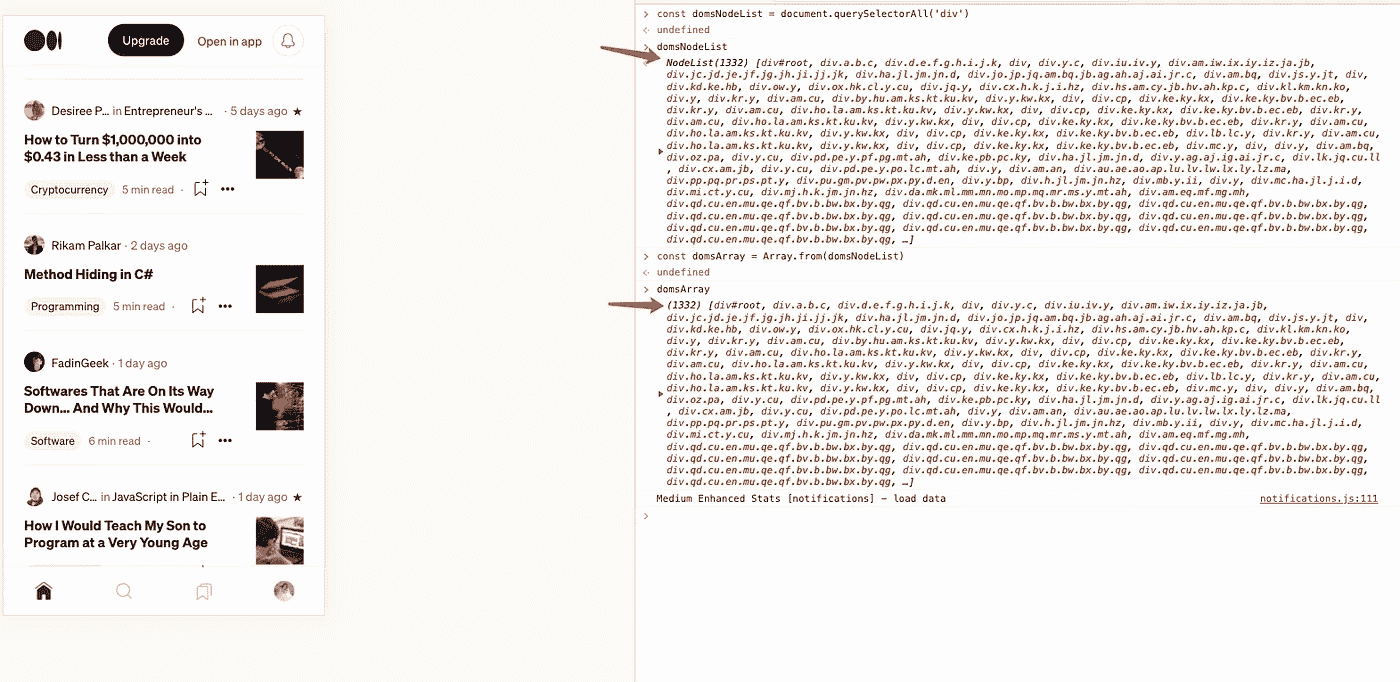 Upgrade
Open in app
Desiree P... in Entrepreneur's ... · 5 days ago ★
How to Turn $1,000,000 into
$0.43 in Less than a Week
Cryptocurrency 5 min read ·
Rikam Palkar · 2 days ago
Method Hiding in C#
Programming 5 min read ·
FadinGeek · 1 day ago
Softwares That Are On Its Way
Down... And Why This Would...
Software 6 min read ·
Josef C... in JavaScript in Plain E... · 1 day ago ★
How I Would Teach My Son to
Program at a Very Young Age
> const domsNodeList = document.querySelectorAll('div')
<· undefined
> domsNodeList
NodeList(1332) [div#root, div.a.b.c, div.d.e.f.g.h.i.j.k, div, div.y.c, div.iu.iv.y, div.am.iw.ix.iy.iz.ja.jb,
div.jc.jd.je.jf.jg.jh.ji.jj.jk, div.ha.jl.jm.jn.d, div.jo.jp.jq.am.bq.jb.ag.ah.aj.ai.jr.c, div.am.bq, div.js.y.jt, div,
div.kd.ke.hb, div.ow.y, div.ox.hk.cl.y.cu, div.jq.y, div.cx.h.k.j.i.hz, div.hs.am.cy.jb.hv.ah.kp.c, div.kl.km.kn.ko,
div.y, div.kr.y, div.am.cu, div.by.hu.am.ks.kt.ku.kv, div.y.kw.kx, div, div.cp, div.ke.ky.kx, div.ke.ky.bv.b.ec.eb,
div.kr.y, div.am.cu, div.ho.la.am.ks.kt.ku.kv, div.y.kw.kx, div, div.cp, div.ke.ky.kx, div.ke.ky.bv.b.ec.eb, div.kr.y,
div.am.cu, div.ho.la.am.ks.kt.ku.kv, div.y.kw.kx, div, div.cp, div.ke.ky.kx, div.ke.ky.bv.b.ec.eb, div.kr.y, div.am.cu,
div.ho.la.am.ks.kt.ku.kv, div.y.kw.kx, div, div.cp, div.ke.ky.kx, div.ke.ky.bv.b.ec.eb, div.lb.lc.y, div.kr.y, div.am.cu,
div.ho.la.am.ks.kt.ku.kv, div.y.kw.kx, div, div.cp, div.ke.ky.kx, div.ke.ky.bv.b.ec.eb, div.mc.y, div, div.y, div.am.bq,
div.oz.pa, div.y.cu, div.pd.pe.y.pf.pg.mt.ah, div.ke.pb.pc.ky, div.ha.jl.jm.jn.d, div.y.ag.aj.ig.ai.jr.c, div.lk.jq.cu.ll
, div.cx.am.jb, div.y.cu, div.pd.pe.y.po.lc.mt.ah, div.y, div.am.an, div.au.ae.ao.ap.lu.lv.lw.lx.ly.lz.ma,
div.pp.pq.pr.ps.pt.y, div.pu.gm.pv.pw.px.py.d.en, div.y.bp, div.h.jl.jm.jn.hz, div.mb.y.ii, div.y, div.mc.ha.jl.j.i.d,
div.mi.ct.y.cu, div.mj.h.k.jm.jn.hz, div.da.mk.ml.mm.mn.mo.mp.mq.mr.ms.y.mt.ah, div.am.eq.mf.mg.mh,
div.qd.cu.en.mu.qe.qf.bv.b.bw.bx.by.qg, div.qd.cu.en.mu.qe.qf.bv.b.bw.bx.by.qg, div.qd.cu.en.mu.qe.qf.bv.b.bw.bx.by.qg,
div.qd.cu.en.mu.qe.qf.bv.b.bw.bx.by.qg, div.qd.cu.en.mu.qe.qf.bv.b.bw.bx.by.qg,
div.qd.cu.en.mu.qe.qf.bv.b.bw.bx.by.qg, div.qd.cu.en.mu.qe.qf.bv.b.bw.bx.by.qg,
div.qd.cu.en.mu.qe.qf.bv.b.bw.bx.by.qg, …]
> const domsArray = Array.from(domsNodeList)
<· undefined
> domsArray
(1332) [div#root, div.a.b.c, div.d.e.f.g.h.i.j.k, div, div.y.c, div.iu.iv.y, div.am.iw.ix.iy.iz.ja.jb,
div.jc.jd.je.jf.jg.jh.ji.jj.jk, div.ha.jl.jm.jn.d, div.jo.jp.jq.am.bq.jb.ag.ah.aj.ai.jr.c, div.am.bq, div.js.y.jt, div,
div.kd.ke.hb, div.ow.y, div.ox.hk.cl.y.cu, div.jq.y, div.cx.h.k.j.i.hz, div.hs.am.cy.jb.hv.ah.kp.c, div.kl.km.kn.ko,
div.y, div.kr.y, div.am.cu, div.by.hu.am.ks.kt.ku.kv, div.y.kw.kx, div, div.cp, div.ke.ky.kx, div.ke.ky.bv.b.ec.eb,
div.kr.y, div.am.cu, div.ho.la.am.ks.kt.ku.kv, div.y.kw.kx, div, div.cp, div.ke.ky.kx, div.ke.ky.bv.b.ec.eb, div.kr.y,
div.am.cu, div.ho.la.am.ks.kt.ku.kv, div.y.kw.kx, div, div.cp, div.ke.ky.kx, div.ke.ky.bv.b.ec.eb, div.kr.y, div.am.cu,
div.ho.la.am.ks.kt.ku.kv, div.y.kw.kx, div, div.cp, div.ke.ky.kx, div.ke.ky.bv.b.ec.eb, div.lb.lc.y, div.kr.y, div.am.cu,
div.ho.la.am.ks.kt.ku.kv, div.y.kw.kx, div, div.cp, div.ke.ky.kx, div.ke.ky.bv.b.ec.eb, div.mc.y, div, div.y, div.am.bq,
div.oz.pa, div.y.cu, div.pd.pe.y.pf.pg.mt.ah, div.ke.pb.pc.ky, div.ha.jl.jm.jn.d, div.y.ag.aj.ig.ai.jr.c, div.lk.jq.cu.ll
, div.cx.am.jb, div.y.cu, div.pd.pe.y.po.lc.mt.ah, div.y, div.am.an, div.au.ae.ao.ap.lu.lv.lw.lx.ly.lz.ma,
div.pp.pq.pr.ps.pt.y, div.pu.gm.pv.pw.px.py.d.en, div.y.bp, div.h.jl.jm.jn.hz, div.mb.y.ii, div.y, div.mc.ha.jl.j.i.d,
div.mi.ct.y.cu, div.mj.h.k.jm.jn.hz, div.da.mk.ml.mm.mn.mo.mp.mq.mr.ms.y.mt.ah, div.am.eq.mf.mg.mh,
div.qd.cu.en.mu.qe.qf.bv.b.bw.bx.by.qg, div.qd.cu.en.mu.qe.qf.bv.b.bw.bx.by.qg, div.qd.cu.en.mu.qe.qf.bv.b.bw.bx.by.qg,
div.qd.cu.en.mu.qe.qf.bv.b.bw.bx.by.qg, div.qd.cu.en.mu.qe.qf.bv.b.bw.bx.by.qg,
div.qd.cu.en.mu.qe.qf.bv.b.bw.bx.by.qg, div.qd.cu.en.mu.qe.qf.bv.b.bw.bx.by.qg,
div.qd.cu.en.mu.qe.qf.bv.b.bw.bx.by.qg, …]
Medium Enhanced Stats [notifications] – load data notifications.js:111
>